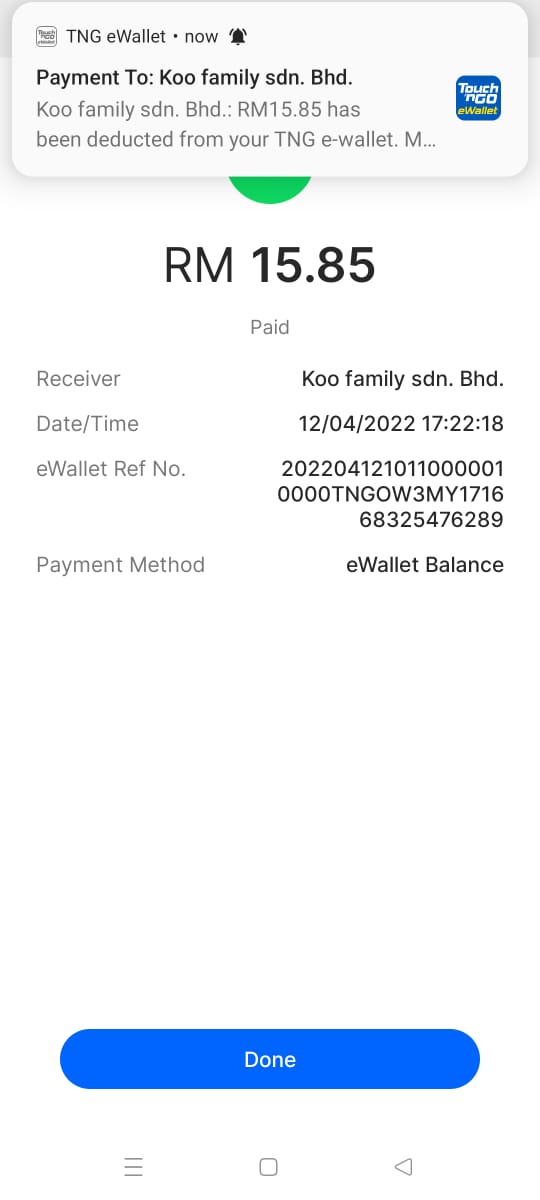 TNG eWallet • now
Payment To: Koo family sdn. Bhd.
Koo family sdn. Bhd.: RM15.85 has
been deducted from your TNG e-wallet. M...
Touch
'nGO
eWallet
RM 15.85
Paid
Receiver Koo family sdn. Bhd.
Date/Time 12/04/2022 17:22:18
eWallet Ref No. 202204121011000001
0000TNGOW3MY1716
68325476289
Payment Method eWallet Balance
Done